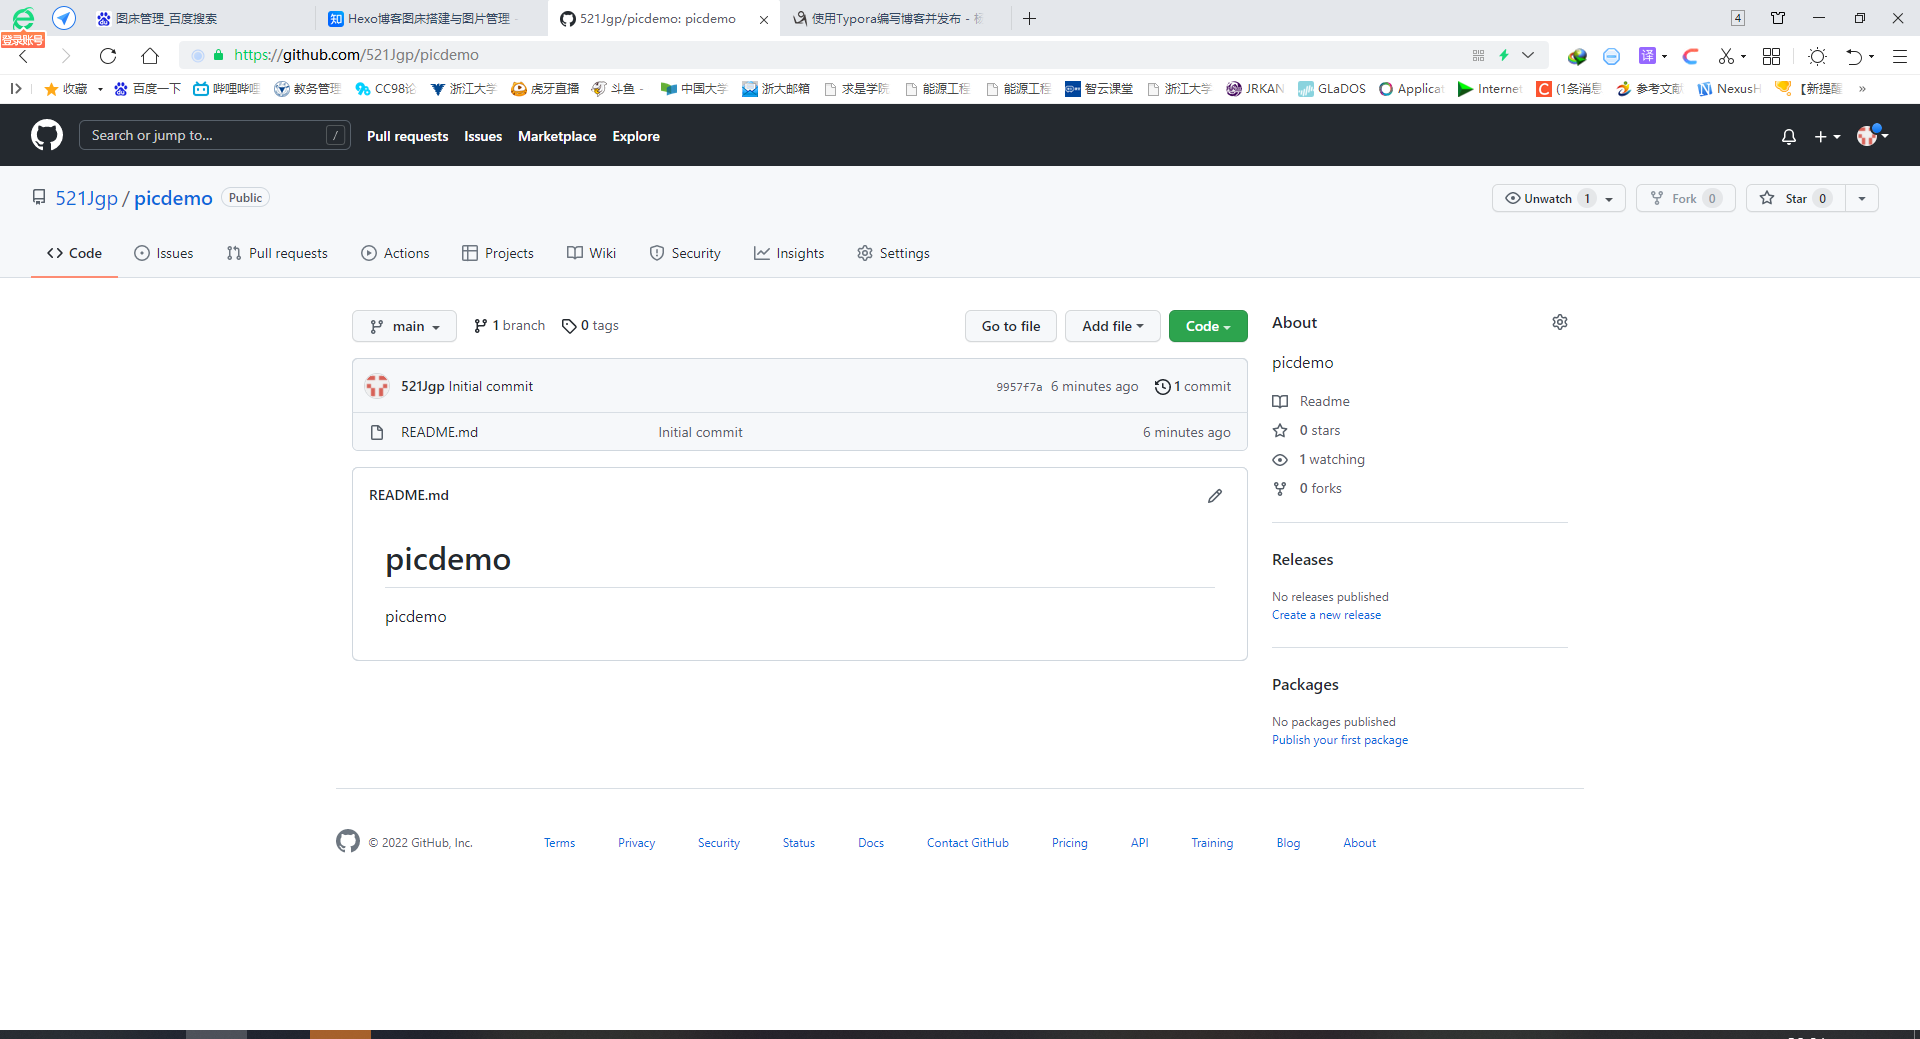 图床管理_百度搜索
知 Hexo博客图床搭建与图片管理 -
521Jgp/picdemo: picdemo
使用Typora编写博客并发布 -
4
登录账号
https://github.com/521Jgp/picdemo
译
收藏
百度一下
哔哩哔哩
教务管理
CC98论
浙江大学
虎牙直播
斗鱼 -
中国大学
浙大邮箱
求是学院
能源工程
能源工程
智云课堂
浙江大学
JRKAN
GLaDOS
Applicat
Internet
C (1条消息
参考文献
NexusH
【新提醒
»
Search or jump to...
/
Pull requests
Issues
Marketplace
Explore
521Jgp / picdemo Public
Unwatch 1
Fork 0
Star 0
Code
Issues
Pull requests
Actions
Projects
Wiki
Security
Insights
Settings
main
1 branch
0 tags
Go to file
Add file
Code
521Jgp Initial commit
9957f7a 6 minutes ago
1 commit
README.md
Initial commit
6 minutes ago
README.md
picdemo
picdemo
About
picdemo
Readme
0 stars
1 watching
0 forks
Releases
No releases published
Create a new release
Packages
No packages published
Publish your first package
© 2022 GitHub, Inc.
Terms
Privacy
Security
Status
Docs
Contact GitHub
Pricing
API
Training
Blog
About